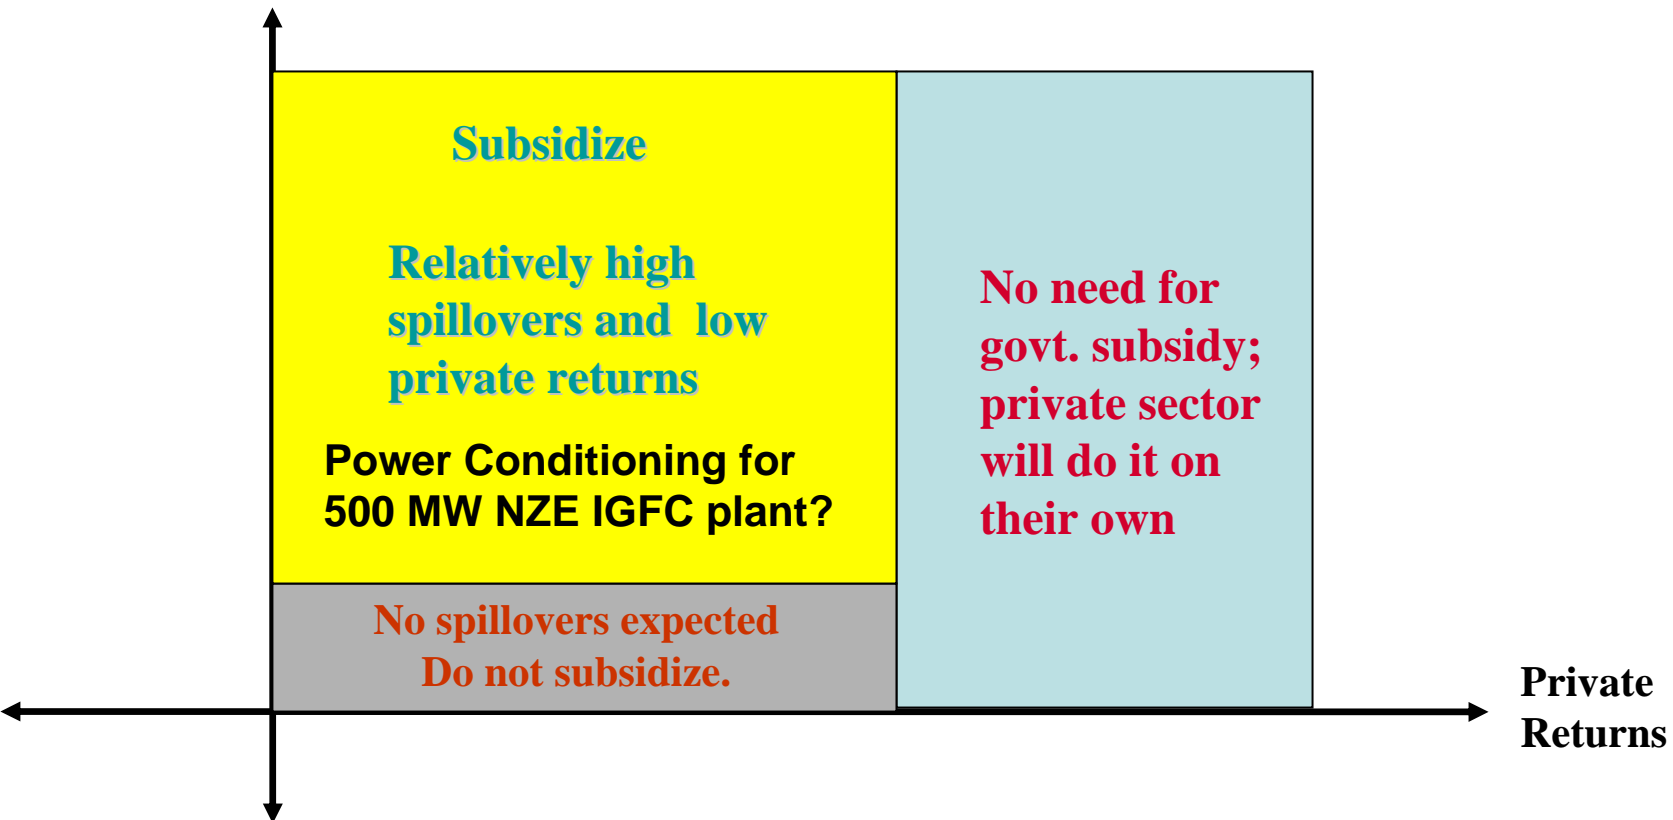 Subsidize
Relatively high
spillovers and low
private returns
Power Conditioning for
500 MW NZE IGFC plant?
No spillovers expected
Do not subsidize.
No need for
govt. subsidy;
private sector
will do it on
their own
Private
Returns